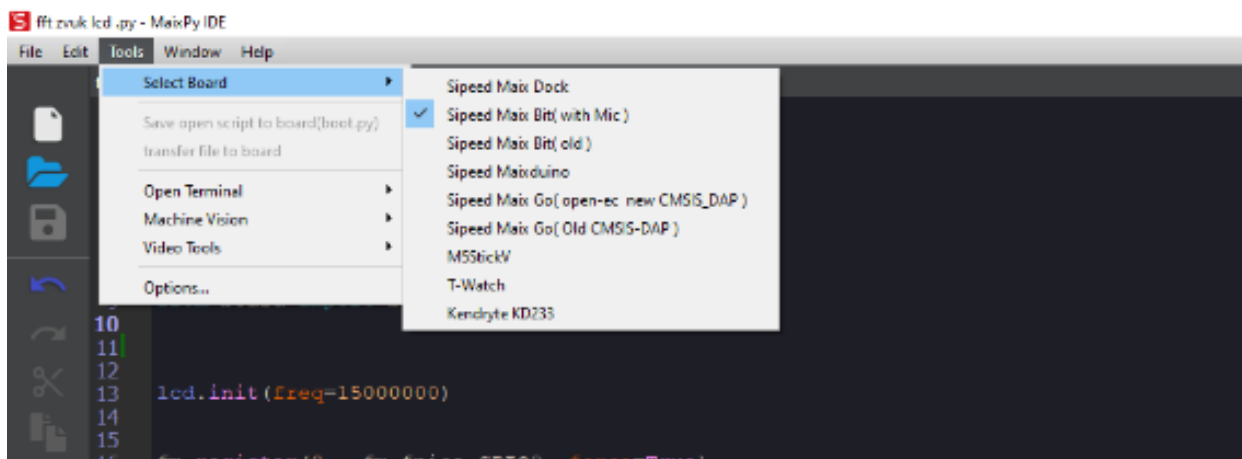 fft zvuk lcd .py - MaixPy IDE
File Edit Tools Window Help
Select Board
Save open script to board(boot.py)
transfer file to board
Open Terminal
Machine Vision
Video Tools
Options...
Sipeed Maix Dock
Sipeed Maix Bit( with Mic )
Sipeed Maix Bit( old )
Sipeed Maixduino
Sipeed Maix Go( open-ec new CMSIS_DAP )
Sipeed Maix Go( Old CMSIS-DAP )
M5StickV
T-Watch
Kendryte KD233
10
11
12
13 lcd.init(freq=15000000)
14
15